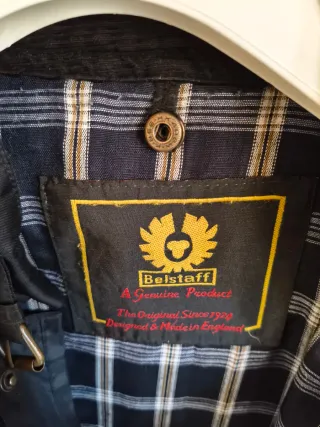 Belstaff
A Genuine Product
The Original Since 1924
Designed & Made in England